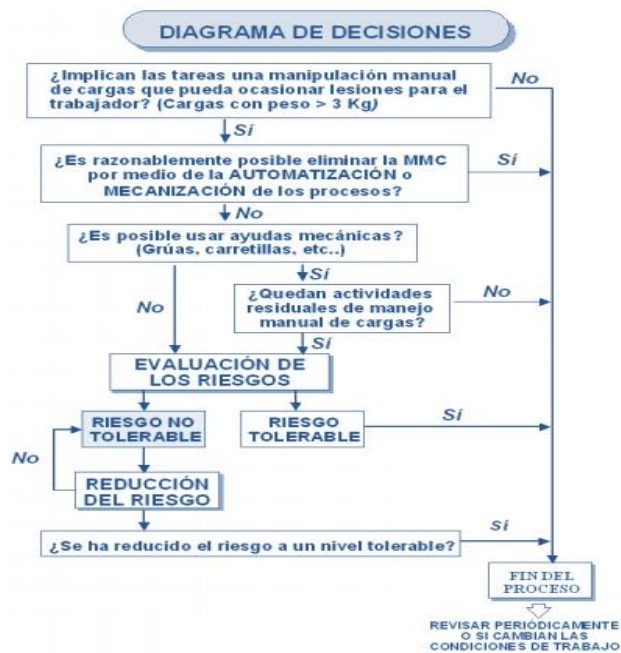 DIAGRAMA DE DECISIONES
¿Implican las tareas una manipulación manual
de cargas que pueda ocasionar lesiones para el
trabajador? (Cargas con peso > 3 Kg)
No
Sí
¿Es razonablemente posible eliminar la MMC
por medio de la AUTOMATIZACIÓN o
MECANIZACIÓN de los procesos?
Sí
No
¿Es posible usar ayudas mecánicas?
(Grúas, carretillas, etc..)
Sí
No
¿Quedan actividades
residuales de manejo
manual de cargas?
No
Sí
EVALUACIÓN DE
LOS RIESGOS
RIESGO NO
TOLERABLE
RIESGO
TOLERABLE
Sí
No
REDUCCIÓN
DEL RIESGO
Sí
¿Se ha reducido el riesgo a un nivel tolerable?
FIN DEL
PROCESO
REVISAR PERIÓDICAMENTE
O SI CAMBIAN LAS
CONDICIONES DE TRABAJO